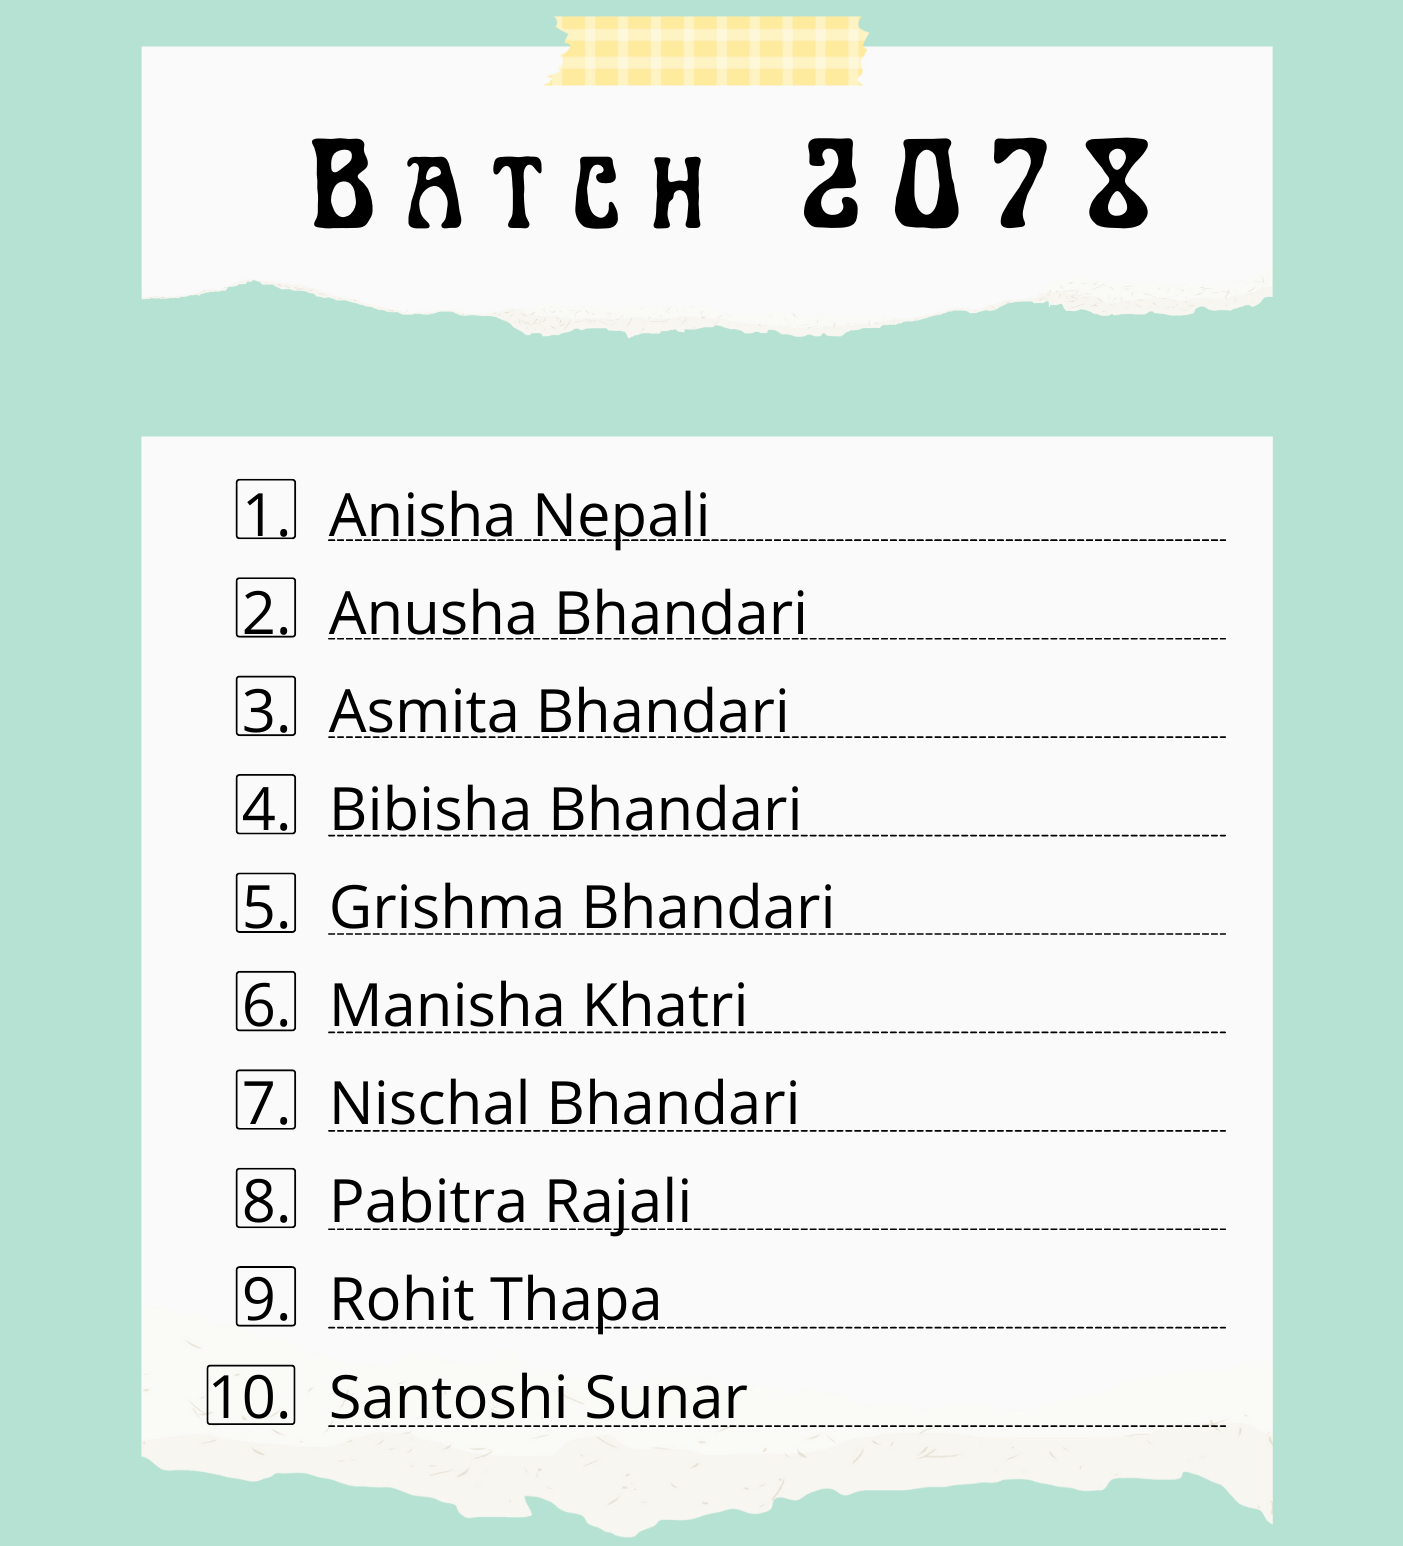 Batch 2078
1. Anisha Nepali
2. Anusha Bhandari
3. Asmita Bhandari
4. Bibisha Bhandari
5. Grishma Bhandari
6. Manisha Khatri
7. Nischal Bhandari
8. Pabitra Rajali
9. Rohit Thapa
10. Santoshi Sunar